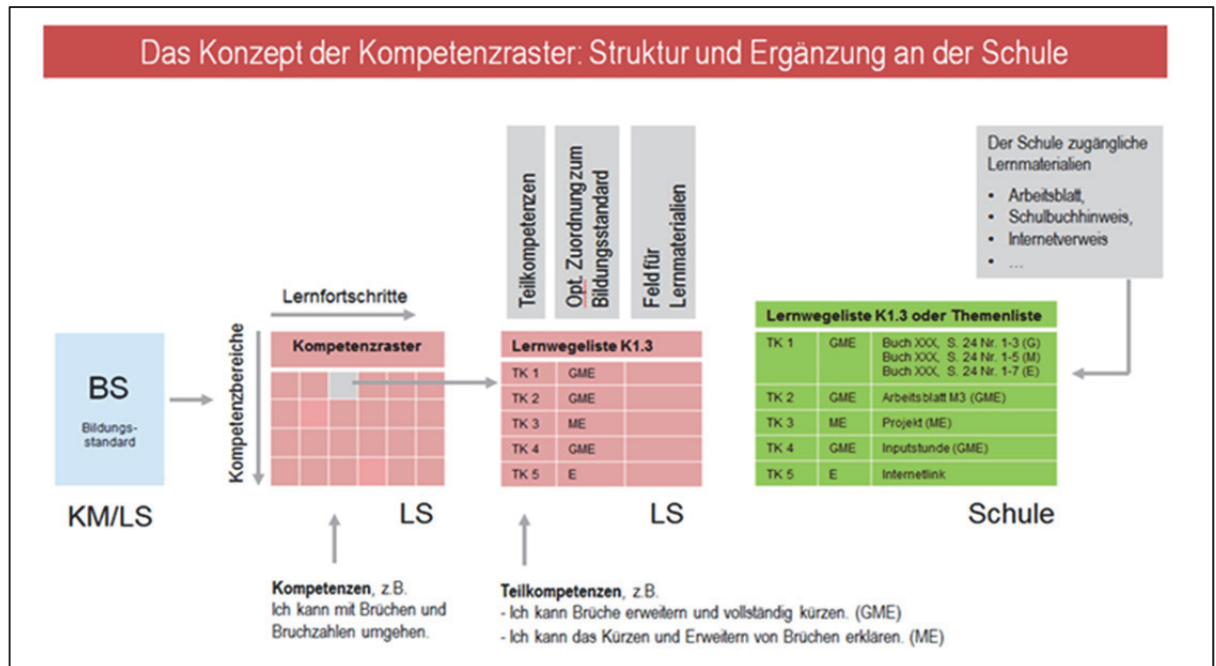 Das Konzept der Kompetenzraster: Struktur und Ergänzung an der Schule
Teilkompetenzen
Opt. Zuordnung zum
Bildungsstandard
Feld für
Lernmaterialien
Der Schule zugängliche
Lernmaterialien
• Arbeitsblatt,
• Schulbuchhinweis,
• Internetverweis
• ...
Lernfortschritte
Kompetenzbereiche
BS
Bildungs-
standard
KM/LS
Kompetenzraster
LS
Lernwegeliste K1.3
TK 1 GME
TK 2 GME
TK 3 ME
TK 4 GME
TK 5 E
LS
Lernwegeliste K1.3 oder Themenliste
TK 1 GME Buch XXX, S. 24 Nr. 1-3 (G)
Buch XXX, S. 24 Nr. 1-5 (M)
Buch XXX, S. 24 Nr. 1-7 (E)
TK 2 GME Arbeitsblatt M3 (GME)
TK 3 ME Projekt (ME)
TK 4 GME Inputstunde (GME)
TK 5 E Internetlink
Schule
Kompetenzen, z.B.
Ich kann mit Brüchen und
Bruchzahlen umgehen.
Teilkompetenzen, z.B.
- Ich kann Brüche erweitern und vollständig kürzen. (GME)
- Ich kann das Kürzen und Erweitern von Brüchen erklären. (ME)